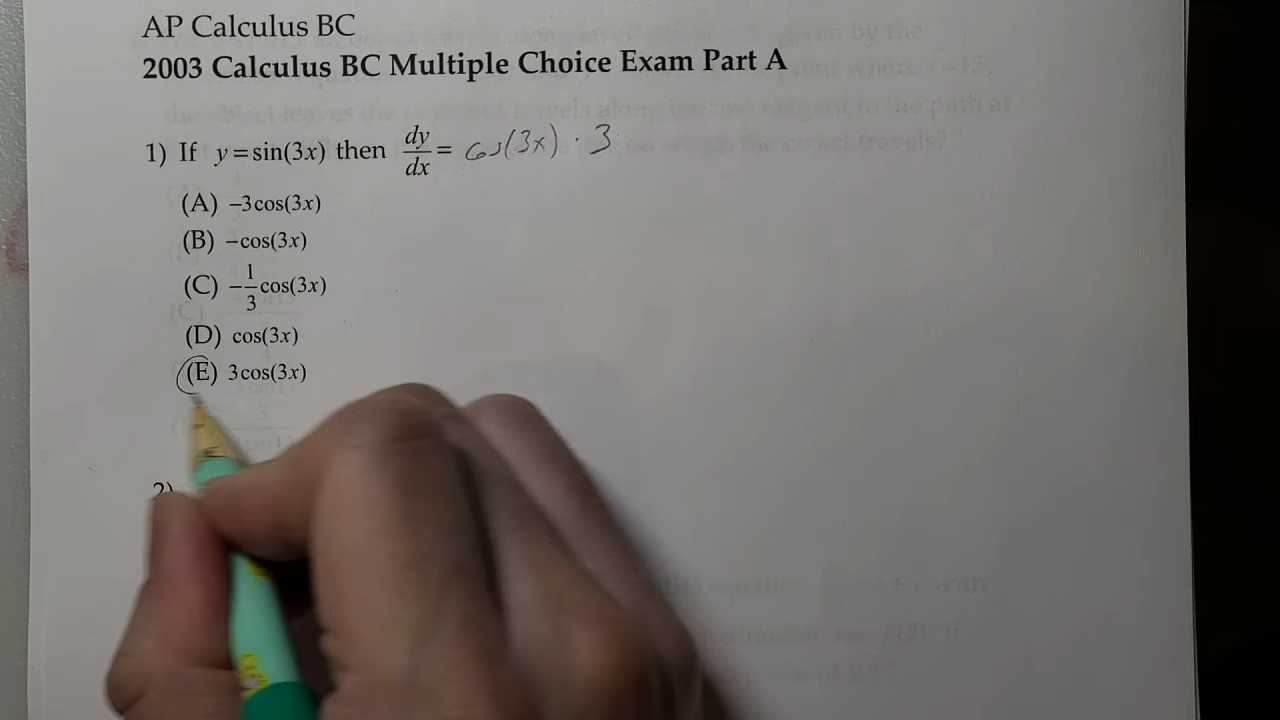 AP Calculus BC
2003 Calculus BC Multiple Choice Exam Part A
1) If y=sin(3x) then dy/dx = cos(3x) · 3
(A) −3cos(3x)
(B) −cos(3x)
(C) −1/3 cos(3x)
(D) cos(3x)
(E) 3cos(3x)
2)